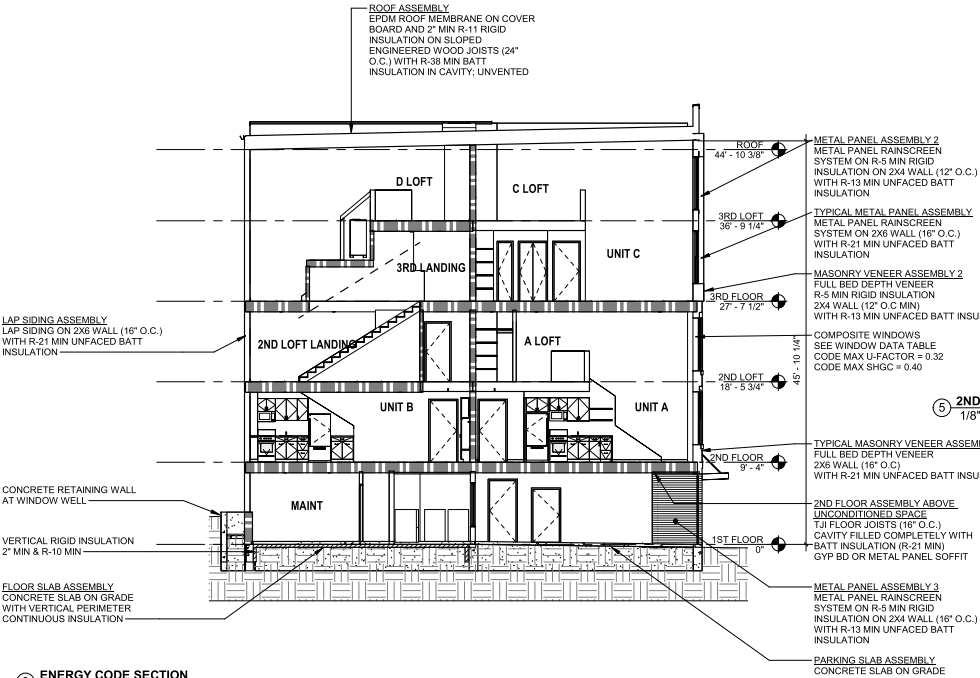 ROOF ASSEMBLY
EPDM ROOF MEMBRANE ON COVER
BOARD AND 2" MIN R-11 RIGID
INSULATION ON SLOPED
ENGINEERED WOOD JOISTS (24"
O.C.) WITH R-38 MIN BATT
INSULATION IN CAVITY; UNVENTED
ROOF
44' - 10 3/8"
METAL PANEL ASSEMBLY 2
METAL PANEL RAINSCREEN
SYSTEM ON R-5 MIN RIGID
INSULATION ON 2X4 WALL (12" O.C.)
WITH R-13 MIN UNFACED BATT
INSULATION
D LOFT
C LOFT
3RD LOFT
36' - 9 1/4"
TYPICAL METAL PANEL ASSEMBLY
METAL PANEL RAINSCREEN
SYSTEM ON 2X6 WALL (16" O.C.)
WITH R-21 MIN UNFACED BATT
INSULATION
3RD LANDING
UNIT C
MASONRY VENEER ASSEMBLY 2
FULL BED DEPTH VENEER
R-5 MIN RIGID INSULATION
2X4 WALL (12" O.C MIN)
WITH R-13 MIN UNFACED BATT INSU
3RD FLOOR
27' - 7 1/2"
LAP SIDING ASSEMBLY
LAP SIDING ON 2X6 WALL (16" O.C.)
WITH R-21 MIN UNFACED BATT
INSULATION
2ND LOFT LANDING
A LOFT
COMPOSITE WINDOWS
SEE WINDOW DATA TABLE
CODE MAX U-FACTOR = 0.32
CODE MAX SHGC = 0.40
45' - 10 1/4"
2ND LOFT
18' - 5 3/4"
UNIT B
UNIT A
5
2ND
1/8"
TYPICAL MASONRY VENEER ASSEM
FULL BED DEPTH VENEER
2X6 WALL (16" O.C)
WITH R-21 MIN UNFACED BATT INSU
2ND FLOOR
9' - 4"
CONCRETE RETAINING WALL
AT WINDOW WELL
MAINT
2ND FLOOR ASSEMBLY ABOVE
UNCONDITIONED SPACE
TJI FLOOR JOISTS (16" O.C.)
CAVITY FILLED COMPLETELY WITH
BATT INSULATION (R-21 MIN)
GYP BD OR METAL PANEL SOFFIT
VERTICAL RIGID INSULATION
2" MIN & R-10 MIN
1ST FLOOR
0"
FLOOR SLAB ASSEMBLY
CONCRETE SLAB ON GRADE
WITH VERTICAL PERIMETER
CONTINUOUS INSULATION
METAL PANEL ASSEMBLY 3
METAL PANEL RAINSCREEN
SYSTEM ON R-5 MIN RIGID
INSULATION ON 2X4 WALL (16" O.C.)
WITH R-13 MIN UNFACED BATT
INSULATION
PARKING SLAB ASSEMBLY
CONCRETE SLAB ON GRADE
ENERGY CODE SECTION